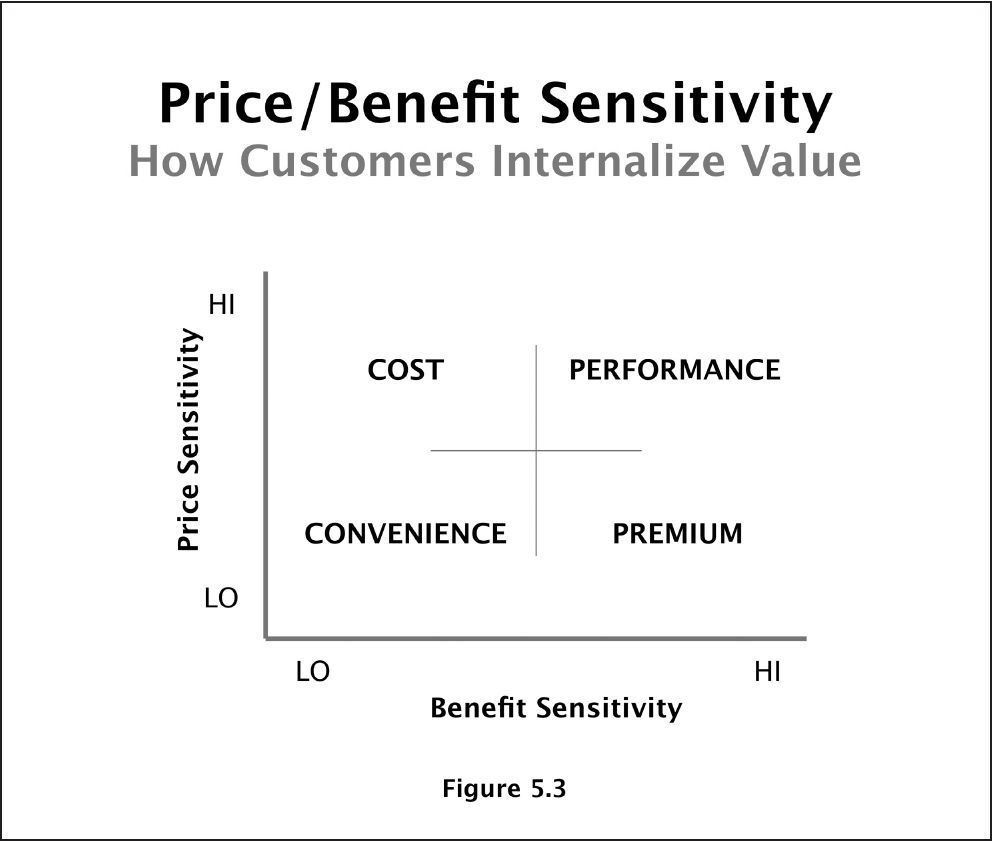 Price/Benefit Sensitivity
How Customers Internalize Value
HI
Price Sensitivity
COST
PERFORMANCE
CONVENIENCE
PREMIUM
LO
LO
HI
Benefit Sensitivity
Figure 5.3